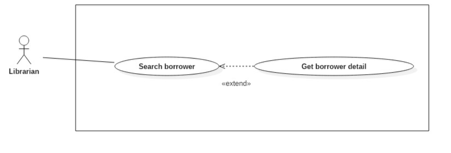 Librarian
Search borrower
Get borrower detail
«extend»